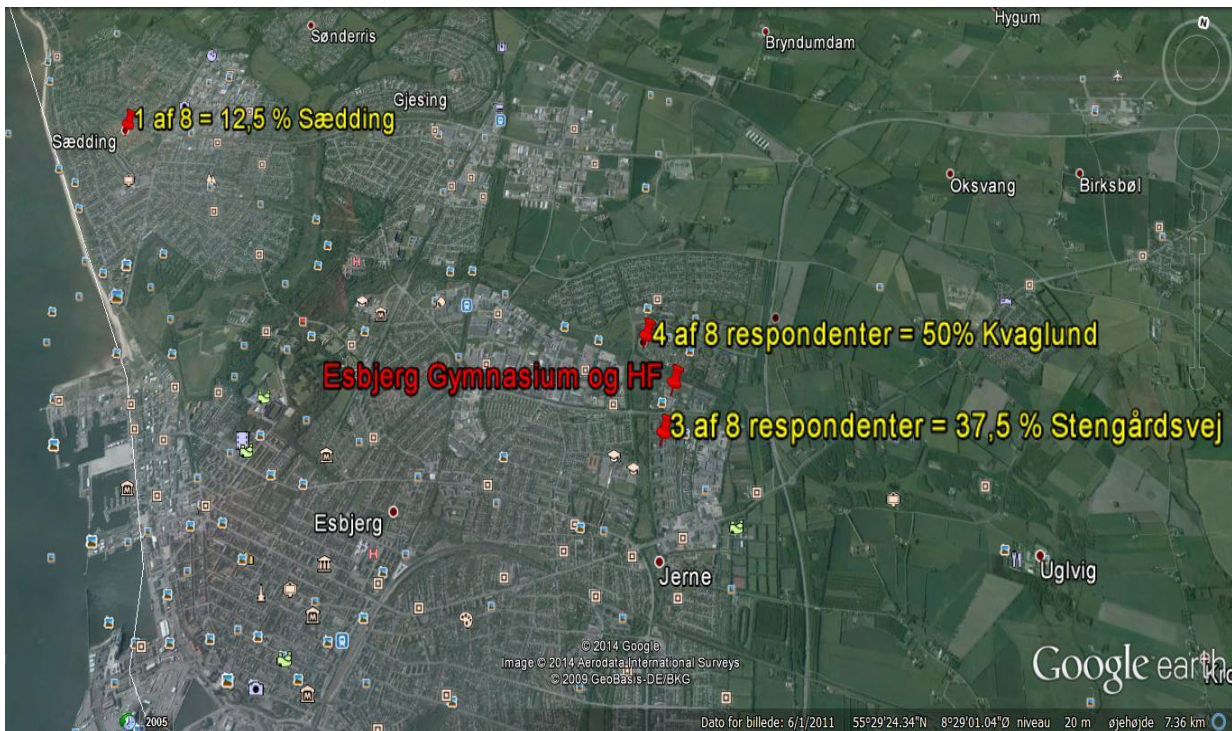 Hygum
Sønderris
Bryndumdam
N
Gjesing
1 af 8 = 12,5 % Sædding
Sædding
Oksvang
Birksbøl
4 af 8 respondenter = 50% Kvaglund
Esbjerg Gymnasium og HF
3 af 8 respondenter = 37,5 % Stengårdsvej
Esbjerg
Jerne
Uglvig
© 2014 Google
Image © 2014 Aerodata International Surveys
© 2009 GeoBasis-DE/BKG
Google earth
2005
Dato for billede: 6/1/2011 55°29'24.34"N 8°29'01.04"Ø niveau 20 m øjehøjde 7.36 km